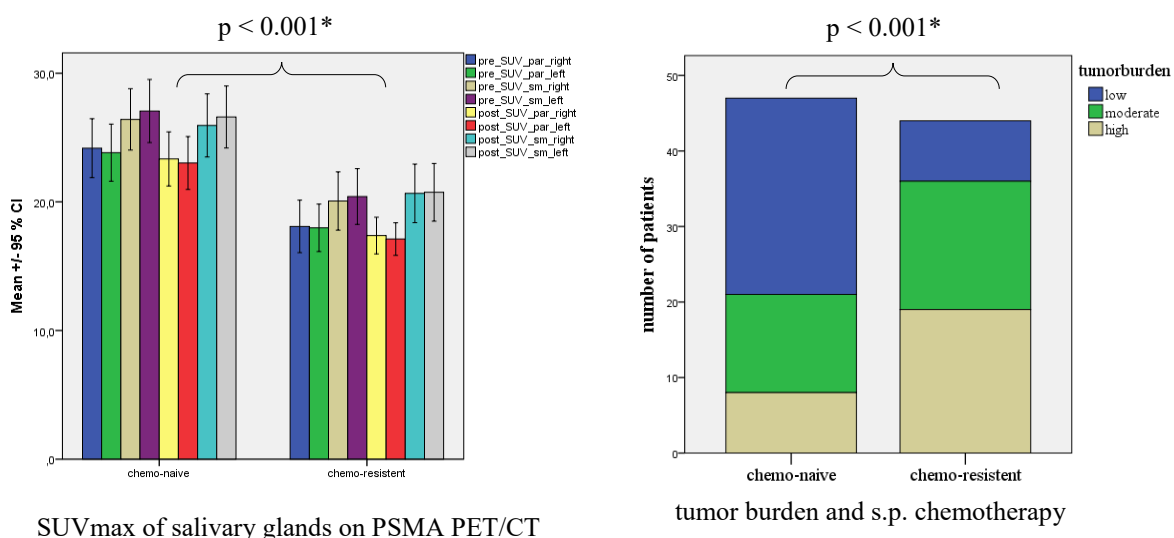 p < 0.001*
30,0
20,0
10,0
,0
Mean +/- 95 % CI
chemo-naive
chemo-resistent
pre_SUV_par_right
pre_SUV_par_left
pre_SUV_sm_right
pre_SUV_sm_left
post_SUV_par_right
post_SUV_par_left
post_SUV_sm_right
post_SUV_sm_left
SUVmax of salivary glands on PSMA PET/CT
p < 0.001*
50
40
30
20
10
0
number of patients
chemo-naive
chemo-resistent
tumorburden
low
moderate
high
tumor burden and s.p. chemotherapy